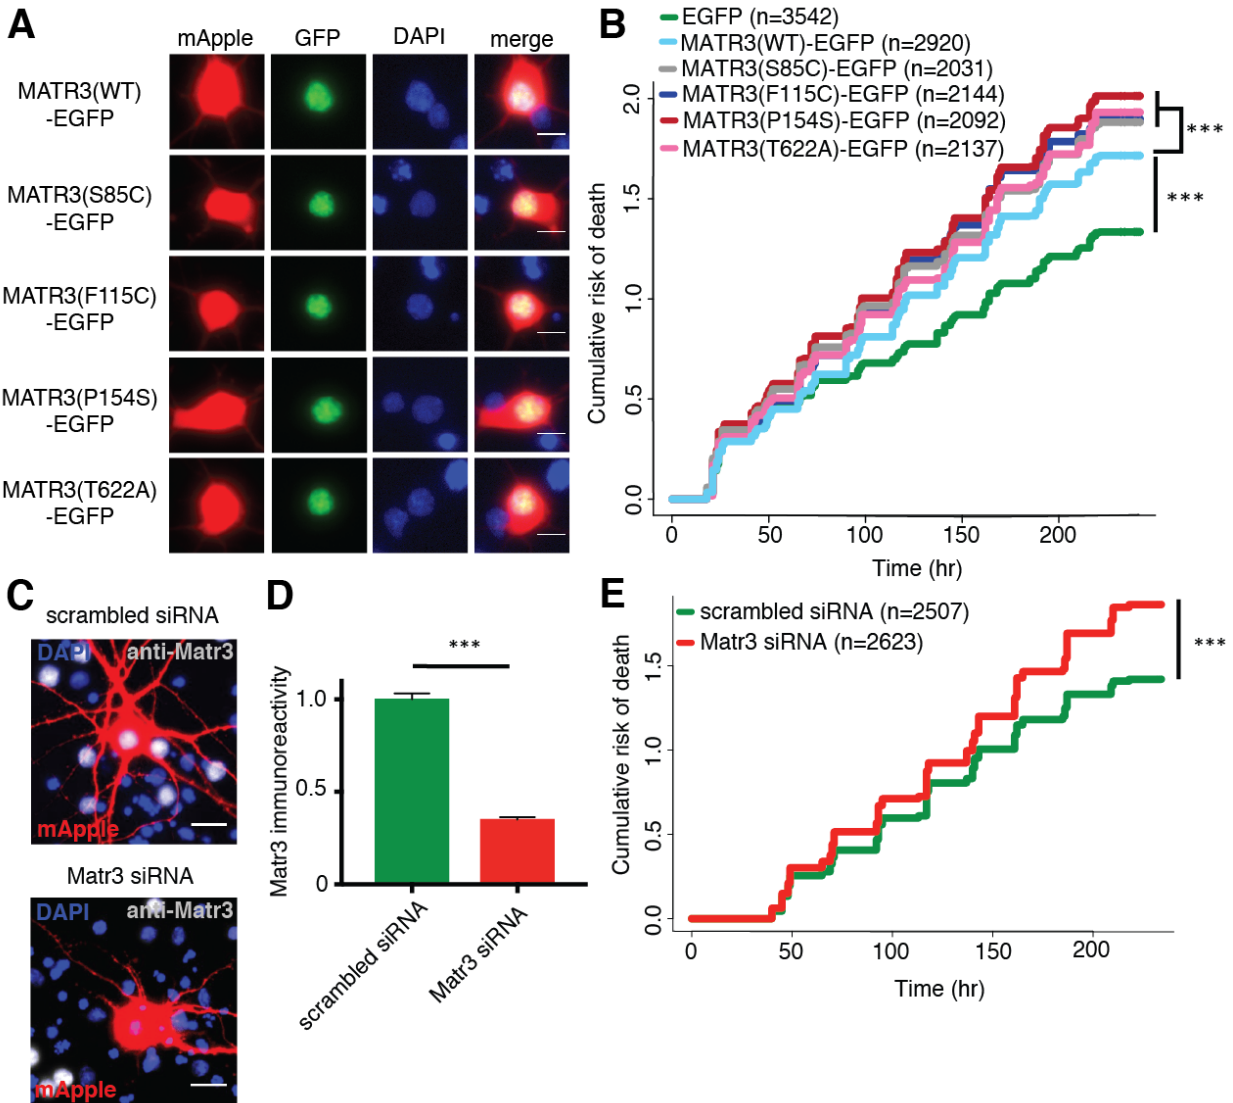 A
mApple
GFP
DAPI
merge
MATR3(WT)
-EGFP
MATR3(S85C)
-EGFP
MATR3(F115C)
-EGFP
MATR3(P154S)
-EGFP
MATR3(T622A)
-EGFP
B
EGFP (n=3542)
MATR3(WT)-EGFP (n=2920)
MATR3(S85C)-EGFP (n=2031)
MATR3(F115C)-EGFP (n=2144)
MATR3(P154S)-EGFP (n=2092)
MATR3(T622A)-EGFP (n=2137)
***
***
Cumulative risk of death
2.0
1.5
1.0
0.5
0.0
0 50 100 150 200
Time (hr)
C
scrambled siRNA
DAPI anti-Matr3
mApple
Matr3 siRNA
DAPI anti-Matr3
mApple
D
***
Matr3 immunoreactivity
1.0
0.5
0
scrambled siRNA
Matr3 siRNA
E
scrambled siRNA (n=2507)
Matr3 siRNA (n=2623)
***
Cumulative risk of death
1.5
1.0
0.5
0.0
0 50 100 150 200
Time (hr)